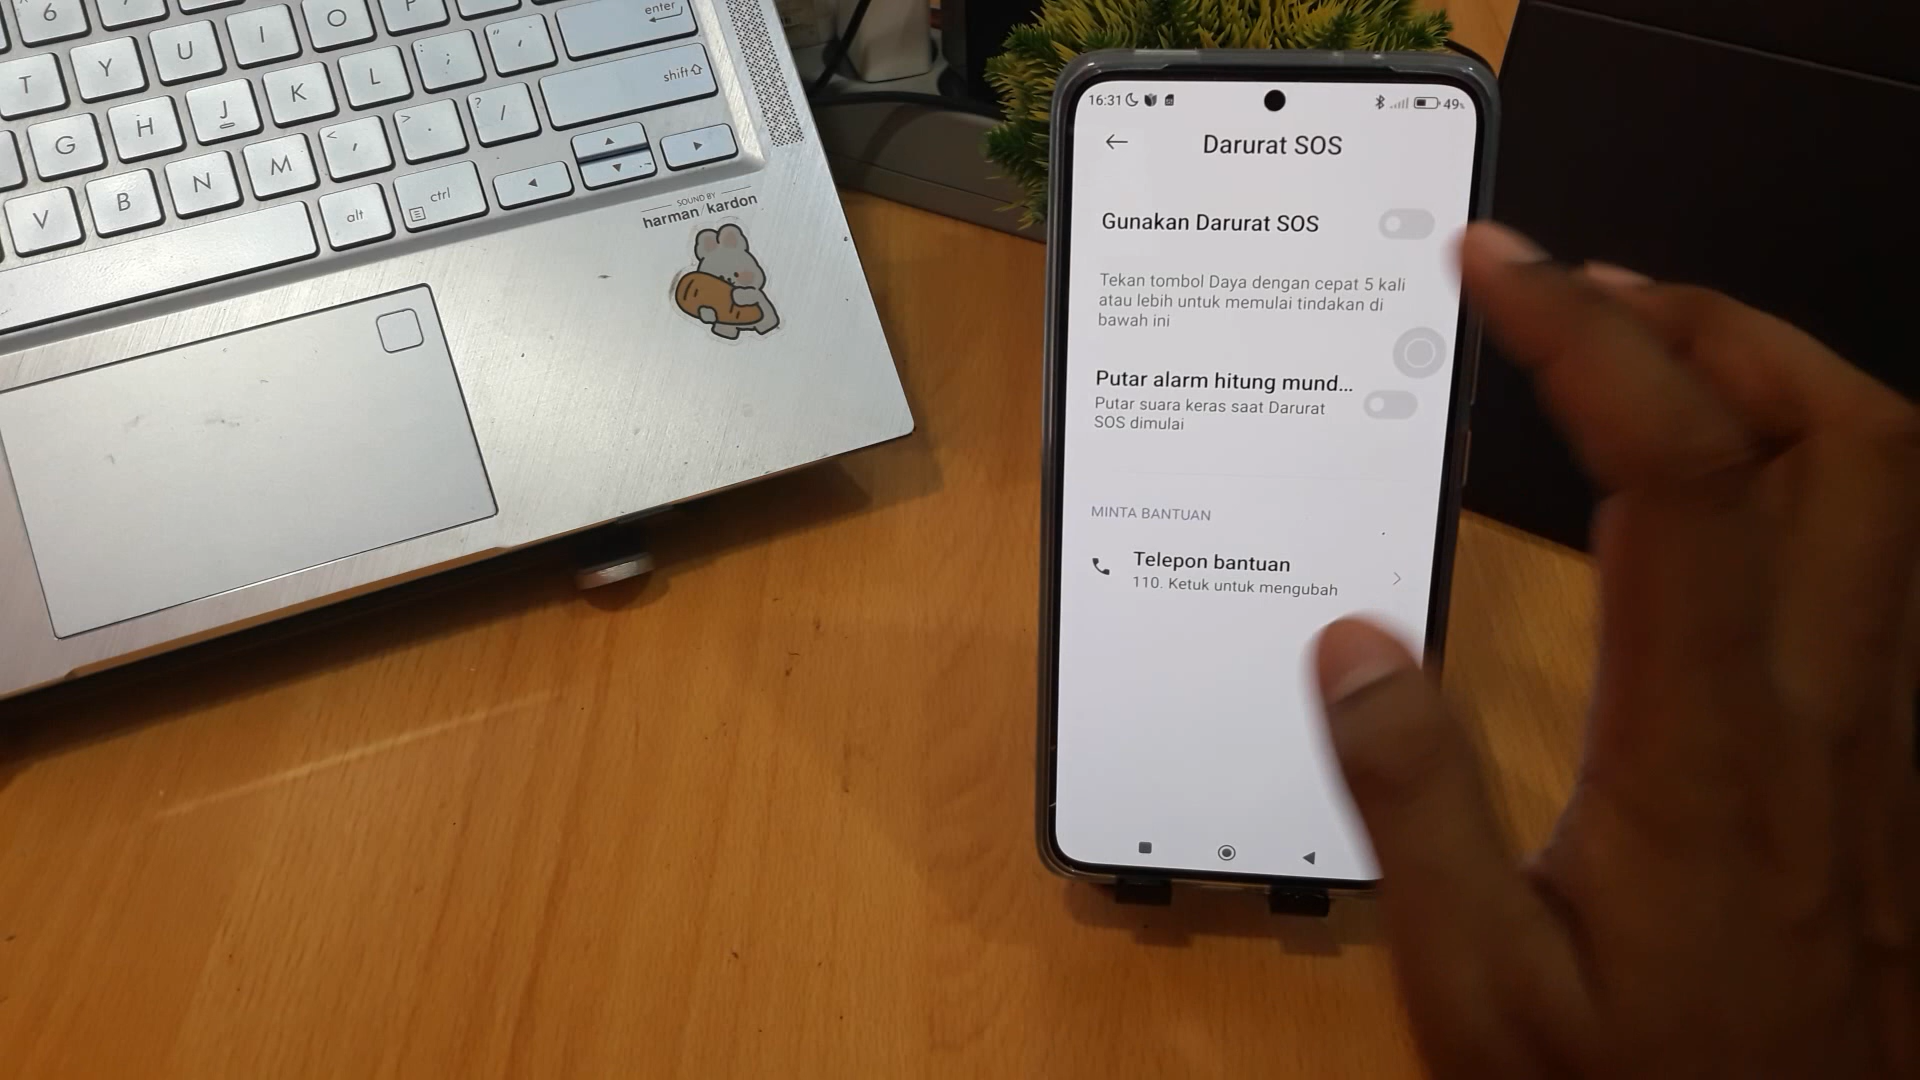 6
T Y U I O P
enter
G H J K L ; " '
shift
V B N M < , > . ? /
alt ctrl
SOUND BY
harman/kardon
16:31
49%
Darurat SOS
Gunakan Darurat SOS
Tekan tombol Daya dengan cepat 5 kali
atau lebih untuk memulai tindakan di
bawah ini
Putar alarm hitung mund...
Putar suara keras saat Darurat
SOS dimulai
MINTA BANTUAN
Telepon bantuan
110. Ketuk untuk mengubah